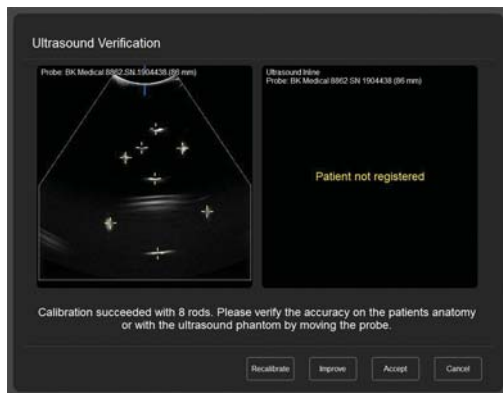 Ultrasound Verification
Probe: BK Medical 8862 SN 1904438 (86 mm)
Ultrasound Inline
Probe: BK Medical 8862 SN 1904438 (86 mm)
Patient not registered
Calibration succeeded with 8 rods. Please verify the accuracy on the patients anatomy
or with the ultrasound phantom by moving the probe.
Recalibrate Improve Accept Cancel